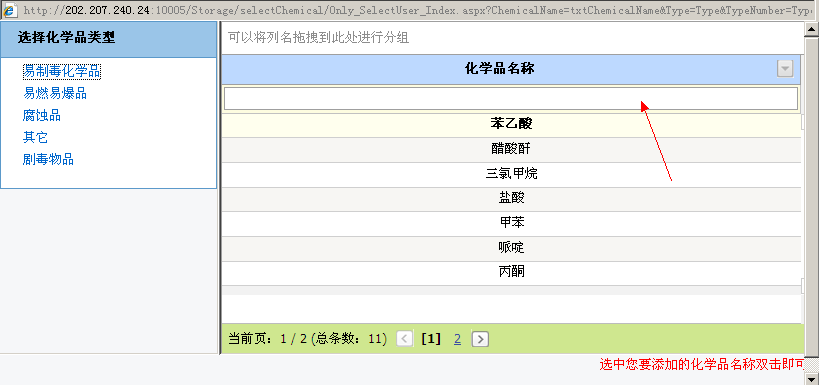 http://202.207.240.24:10005/Storage/selectChemical/Only_SelectUser_Index.aspx?ChemicalName=txtChemicalName&Type=Type&TypeNumber=Type
选择化学品类型
易制毒化学品
易燃易爆品
腐蚀品
其它
剧毒物品
可以将列名拖拽到此处进行分组
化学品名称
苯乙酸
醋酸酐
三氯甲烷
盐酸
甲苯
哌啶
丙酮
当前页: 1 / 2 (总条数: 11) [1] 2
选中您要添加的化学品名称双击即可